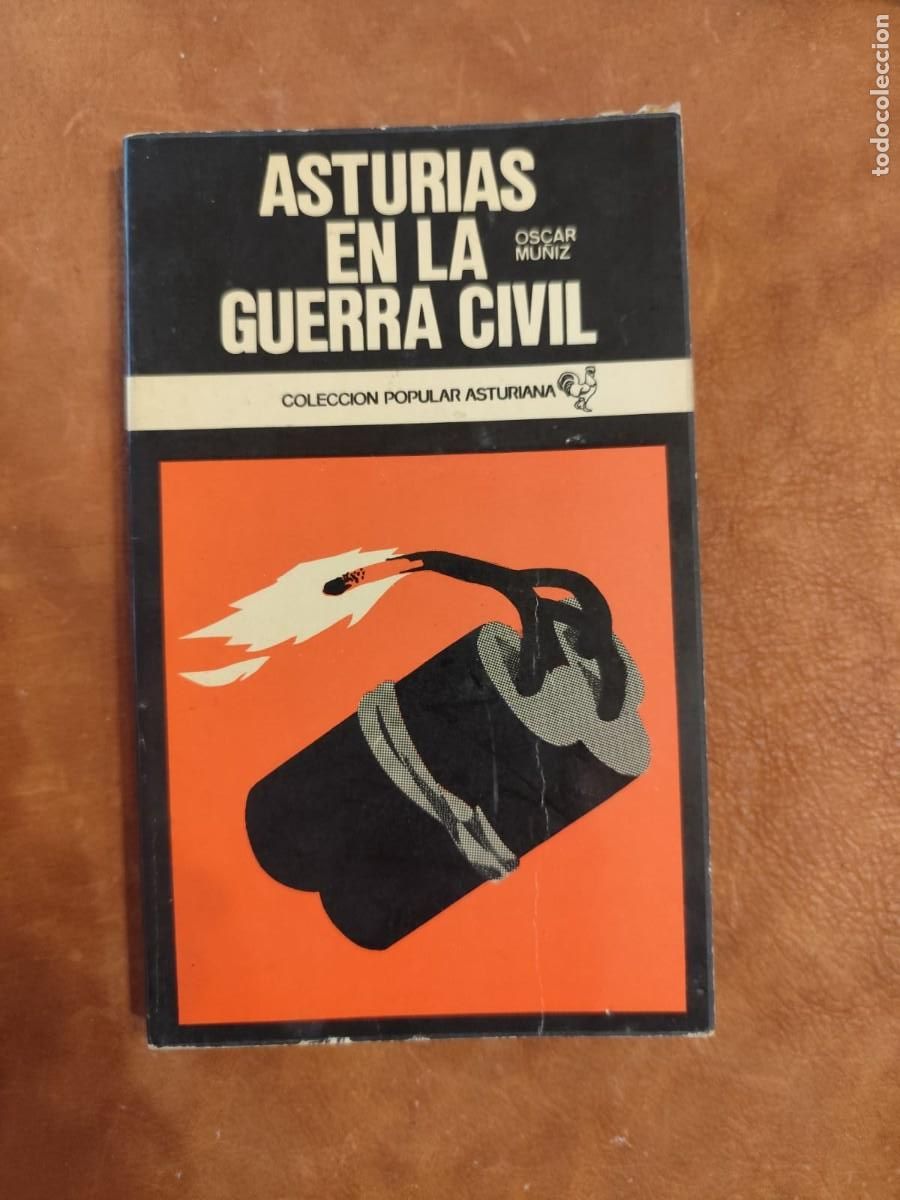 ASTURIAS
EN LA
GUERRA CIVIL
OSCAR
MUÑIZ
COLECCION POPULAR ASTURIANA
todocoleccion